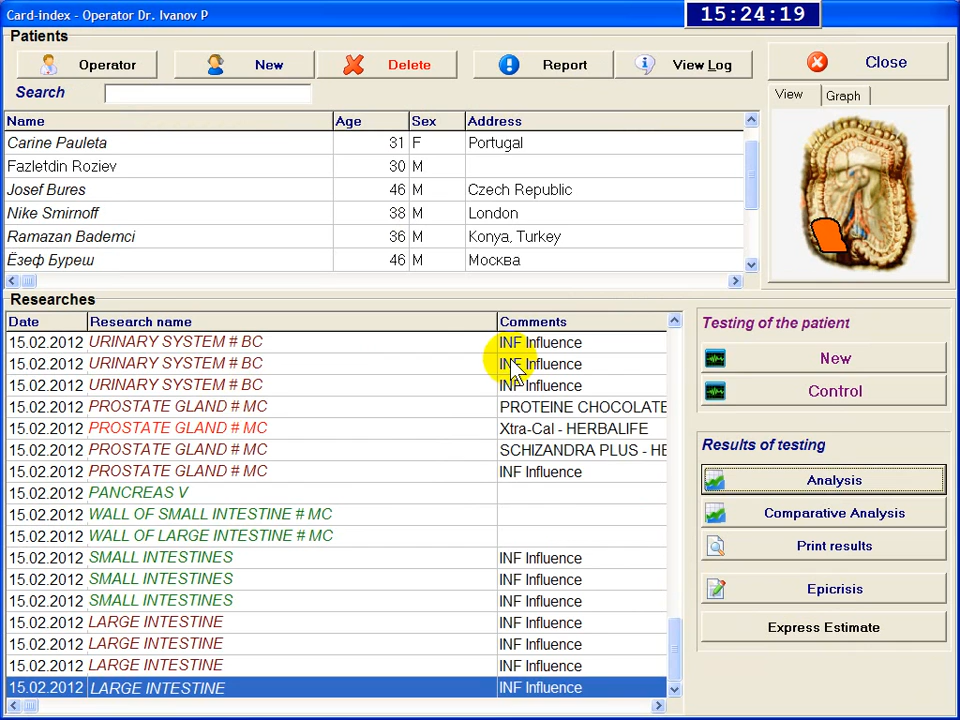 Card-index - Operator Dr. Ivanov P
15:24:19
Patients
Operator New Delete Report View Log Close
Search
View Graph
Name Age Sex Address
Carine Pauleta 31 F Portugal
Fazletdin Roziev 30 M
Josef Bures 46 M Czech Republic
Nike Smirnoff 38 M London
Ramazan Bademci 36 M Konya, Turkey
Ёзеф Буреш 46 M Москва
Researches
Date Research name Comments
15.02.2012 URINARY SYSTEM # BC INF Influence
15.02.2012 URINARY SYSTEM # BC INF Influence
15.02.2012 URINARY SYSTEM # BC INF Influence
15.02.2012 PROSTATE GLAND # MC PROTEINE CHOCOLATE
15.02.2012 PROSTATE GLAND # MC Xtra-Cal - HERBALIFE
15.02.2012 PROSTATE GLAND # MC SCHIZANDRA PLUS - HE
15.02.2012 PROSTATE GLAND # MC INF Influence
15.02.2012 PANCREAS V
15.02.2012 WALL OF SMALL INTESTINE # MC
15.02.2012 WALL OF LARGE INTESTINE # MC
15.02.2012 SMALL INTESTINES INF Influence
15.02.2012 SMALL INTESTINES INF Influence
15.02.2012 SMALL INTESTINES INF Influence
15.02.2012 LARGE INTESTINE INF Influence
15.02.2012 LARGE INTESTINE INF Influence
15.02.2012 LARGE INTESTINE INF Influence
15.02.2012 LARGE INTESTINE INF Influence
Testing of the patient
New
Control
Results of testing
Analysis
Comparative Analysis
Print results
Epicrisis
Express Estimate